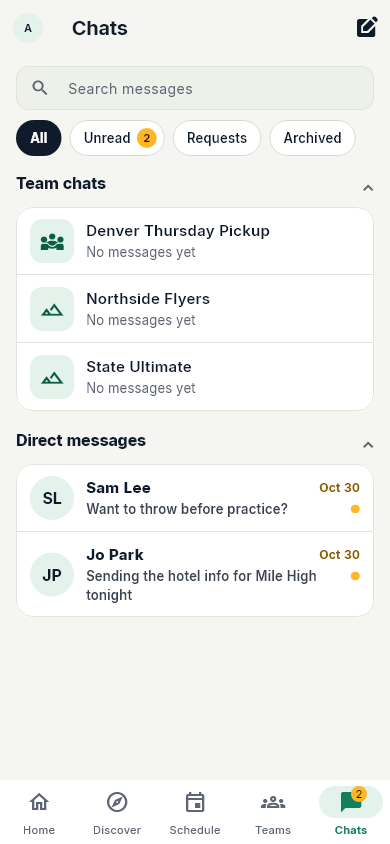 A
Chats
Search messages
All
Unread 2
Requests
Archived
Team chats
Denver Thursday Pickup
No messages yet
Northside Flyers
No messages yet
State Ultimate
No messages yet
Direct messages
SL
Sam Lee
Oct 30
Want to throw before practice?
JP
Jo Park
Oct 30
Sending the hotel info for Mile High
tonight
2
Home
Discover
Schedule
Teams
Chats